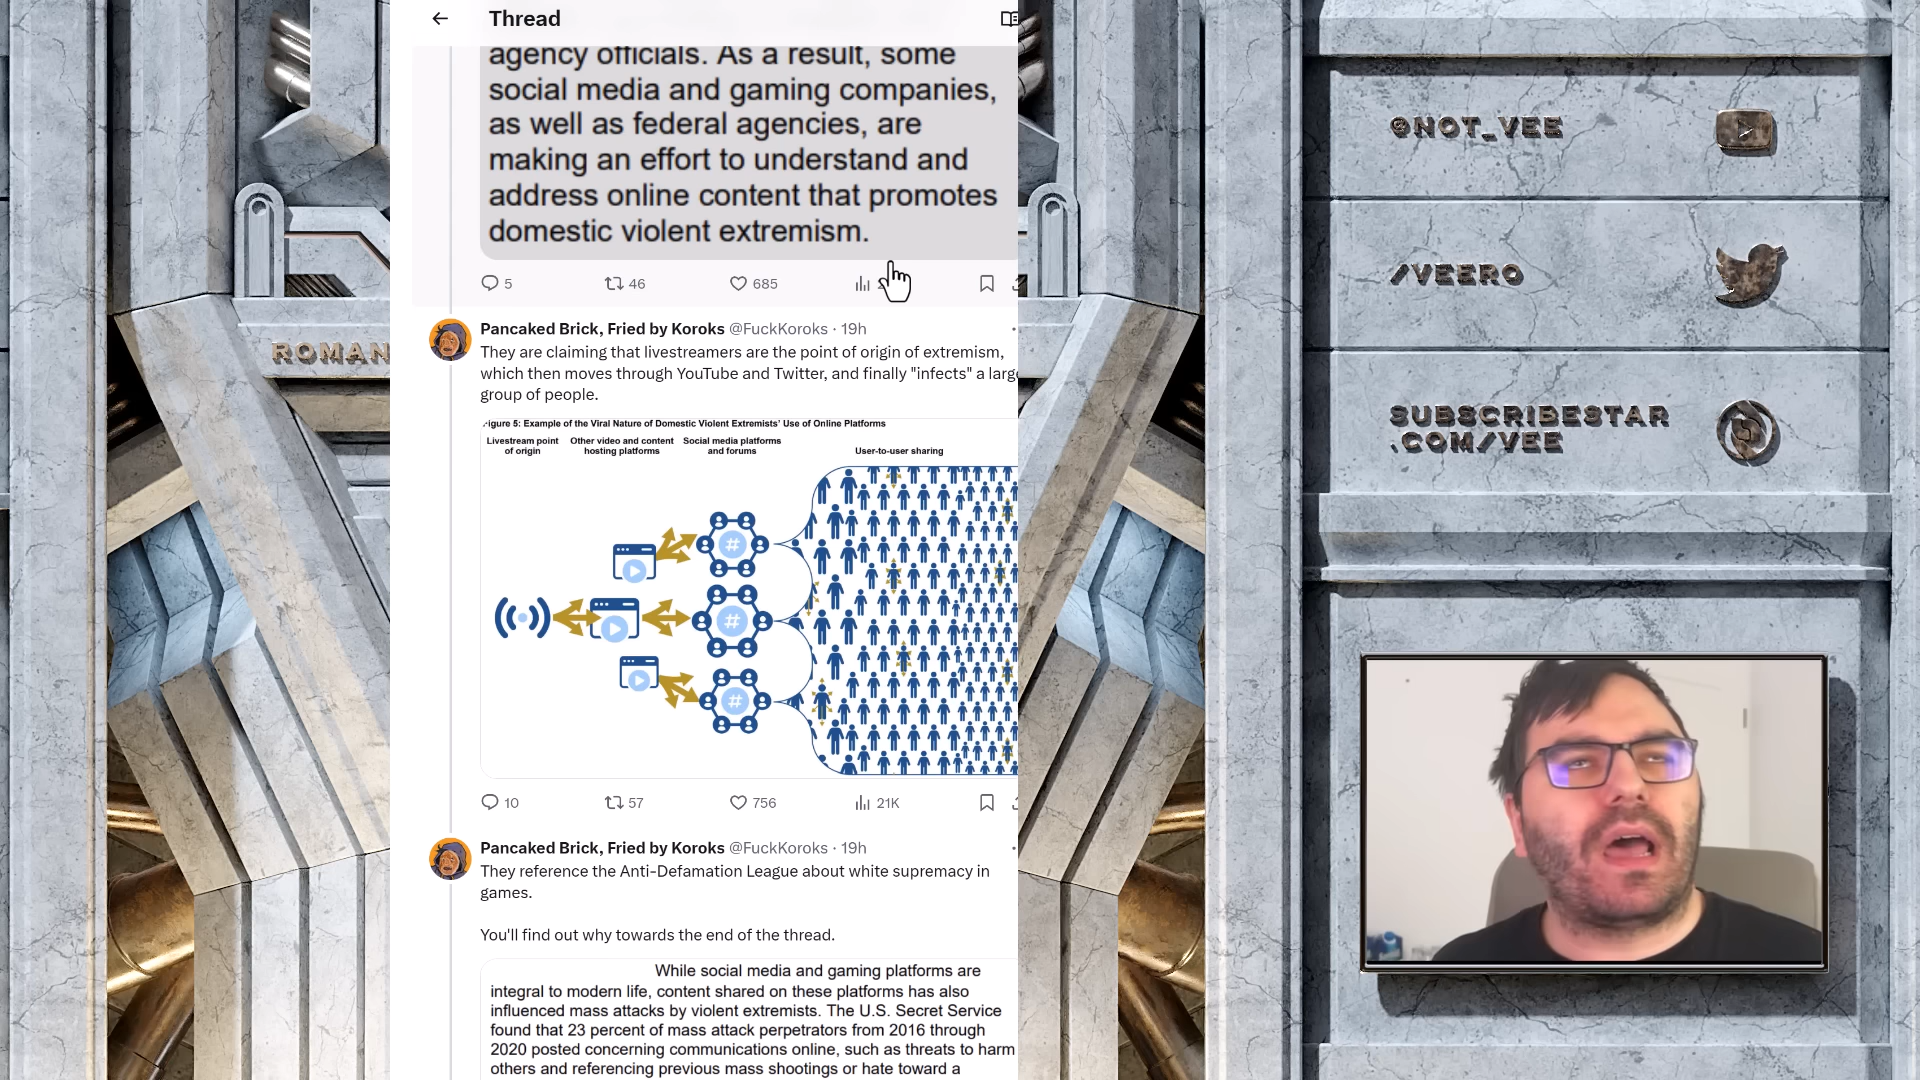 Thread
agency officials. As a result, some
social media and gaming companies,
as well as federal agencies, are
making an effort to understand and
address online content that promotes
domestic violent extremism.
5 46 685
Pancaked Brick, Fried by Koroks @FuckKoroks · 19h
They are claiming that livestreamers are the point of origin of extremism,
which then moves through YouTube and Twitter, and finally "infects" a large
group of people.
igure 5: Example of the Viral Nature of Domestic Violent Extremists' Use of Online Platforms
Livestream point
of origin
Other video and content
hosting platforms
Social media platforms
and forums
User-to-user sharing
#
#
#
10 57 756 21K
Pancaked Brick, Fried by Koroks @FuckKoroks · 19h
They reference the Anti-Defamation League about white supremacy in
games.
You'll find out why towards the end of the thread.
While social media and gaming platforms are
integral to modern life, content shared on these platforms has also
influenced mass attacks by violent extremists. The U.S. Secret Service
found that 23 percent of mass attack perpetrators from 2016 through
2020 posted concerning communications online, such as threats to harm
others and referencing previous mass shootings or hate toward a
ROMAN
@NOT_VEE
/VEERO
SUBSCRIBESTAR
.COM/VEE